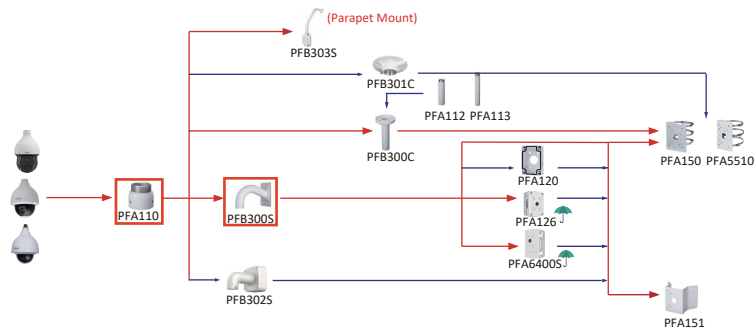 (Parapet Mount)
PFB303S
PFB301C
PFA112
PFA113
PFB300C
PFA150
PFA5510
PFA120
PFA110
PFB300S
PFA126
PFA6400S
PFB302S
PFA151